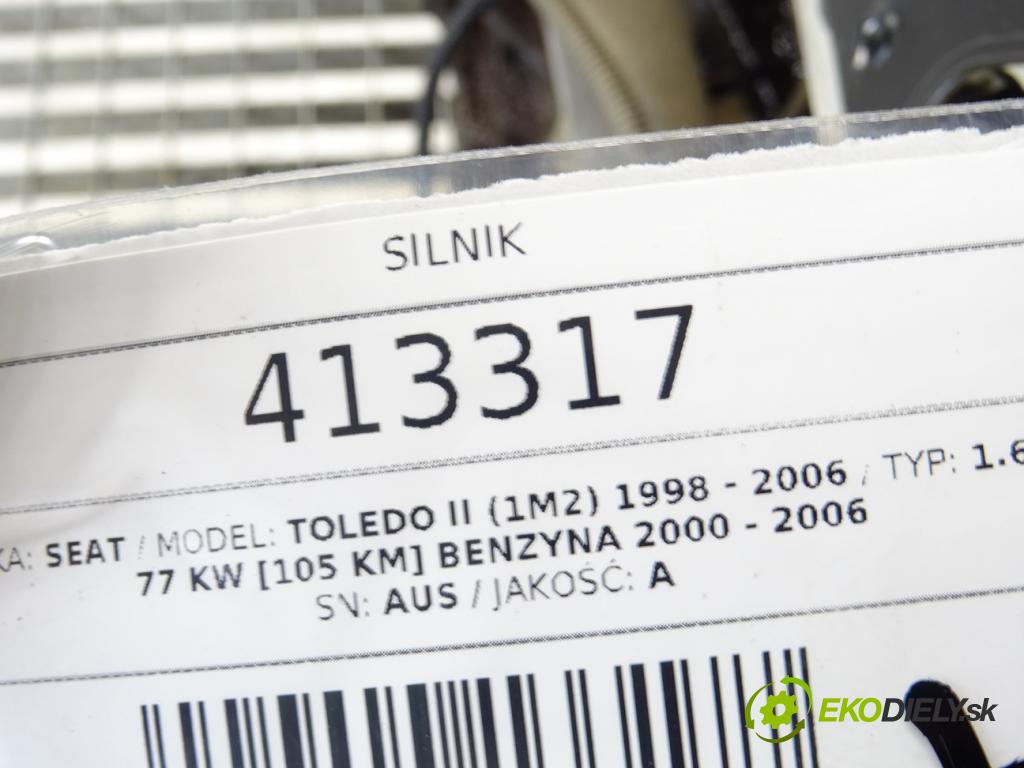 SILNIK
413317
KA: SEAT / MODEL: TOLEDO II (1M2) 1998 - 2006 / TYP: 1.6
77 KW [105 KM] BENZYNA 2000 - 2006
SN: AUS / JAKOŚĆ: A
EKODIELY.sk